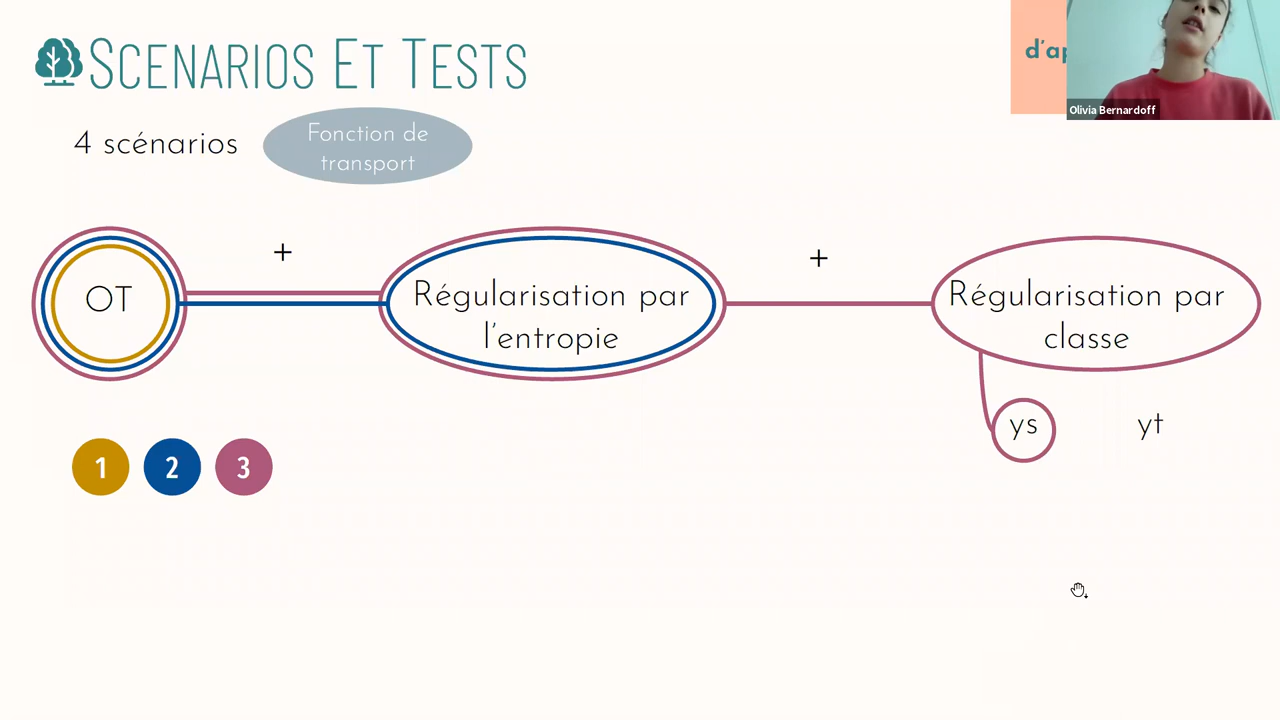 SCENARIOS ET TESTS
d'ap
Olivia Bernardoff
4 scénarios
Fonction de
transport
+
+
OT
Régularisation par
l'entropie
Régularisation par
classe
ys
yt
1 2 3